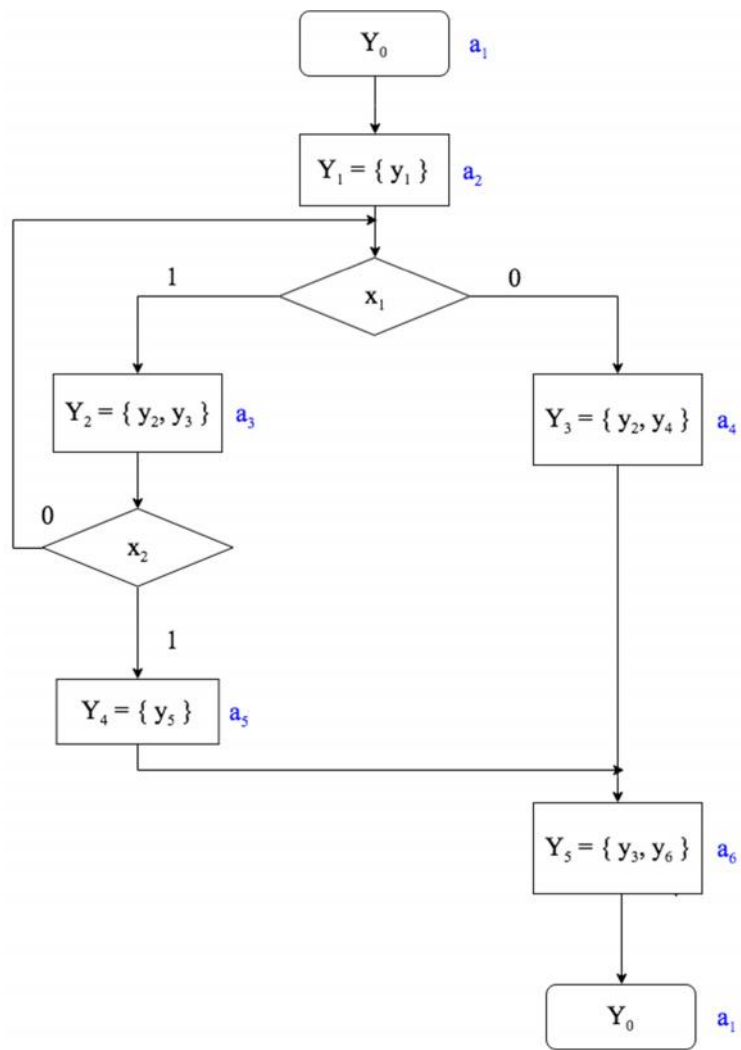 Y₀ a₁
Y₁ = { y₁ } a₂
1 0
x₁
Y₂ = { y₂, y₃ } a₃
Y₃ = { y₂, y₄ } a₄
0
x₂
1
Y₄ = { y₅ } a₅
Y₅ = { y₃, y₆ } a₆
Y₀ a₁